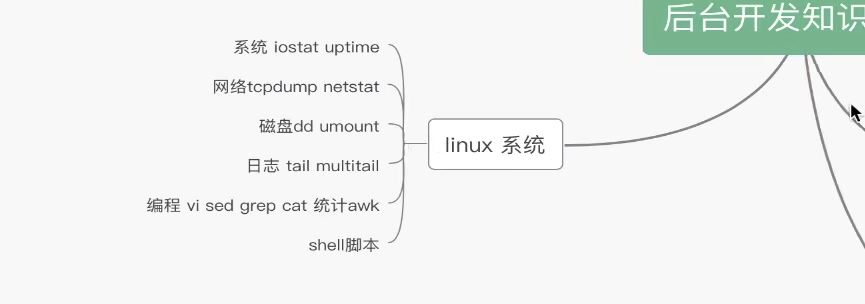 后台开发知识
系统 iostat uptime
网络tcpdump netstat
磁盘dd umount
日志 tail multitail
编程 vi sed grep cat 统计awk
shell脚本
linux 系统